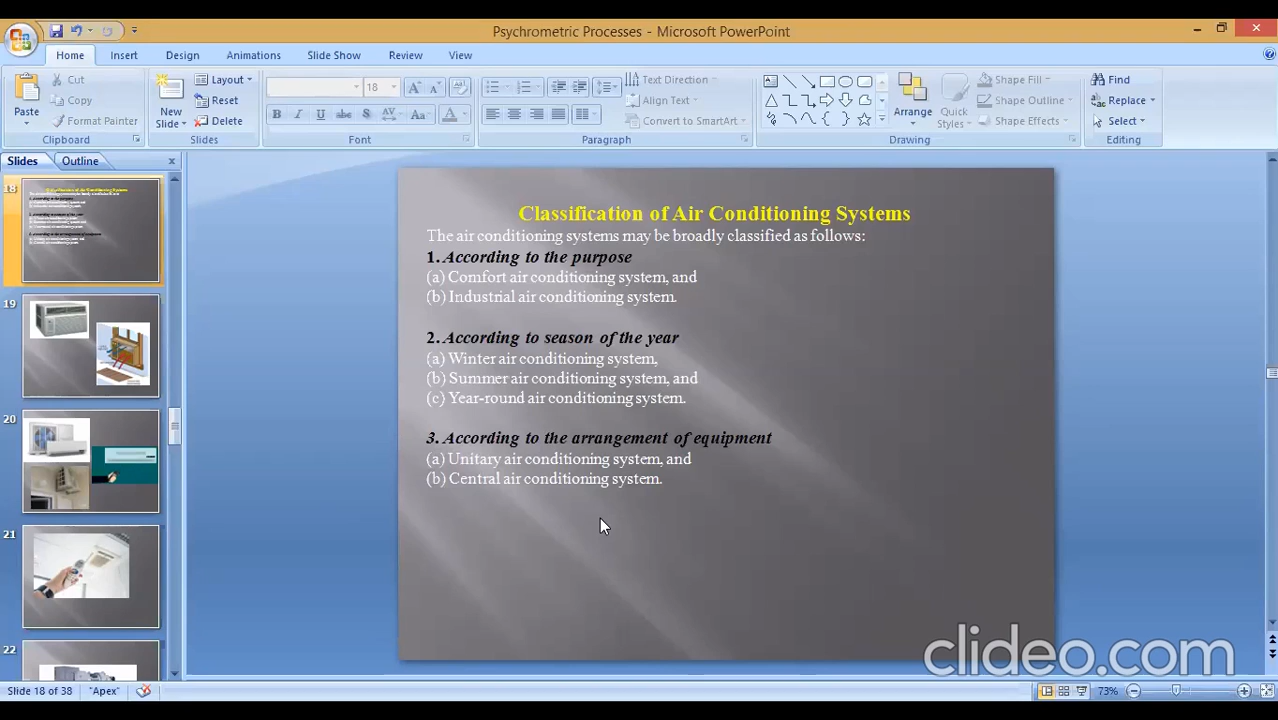 Psychrometric Processes - Microsoft PowerPoint
Home Insert Design Animations Slide Show Review View
Cut
Copy
Format Painter
Paste
Clipboard
New
Slide
Layout
Reset
Delete
Slides
18
B I U abc S AV Aa A
Font
Text Direction
Align Text
Convert to SmartArt
Paragraph
Arrange
Quick
Styles
Shape Fill
Shape Outline
Shape Effects
Drawing
Find
Replace
Select
Editing
Slides Outline
18
19
20
21
22
Classification of Air Conditioning Systems
The air conditioning systems may be broadly classified as follows:
1. According to the purpose
(a) Comfort air conditioning system, and
(b) Industrial air conditioning system.
2. According to season of the year
(a) Winter air conditioning system,
(b) Summer air conditioning system, and
(c) Year-round air conditioning system.
3. According to the arrangement of equipment
(a) Unitary air conditioning system, and
(b) Central air conditioning system.
clideo.com
Slide 18 of 38 "Apex" 73%